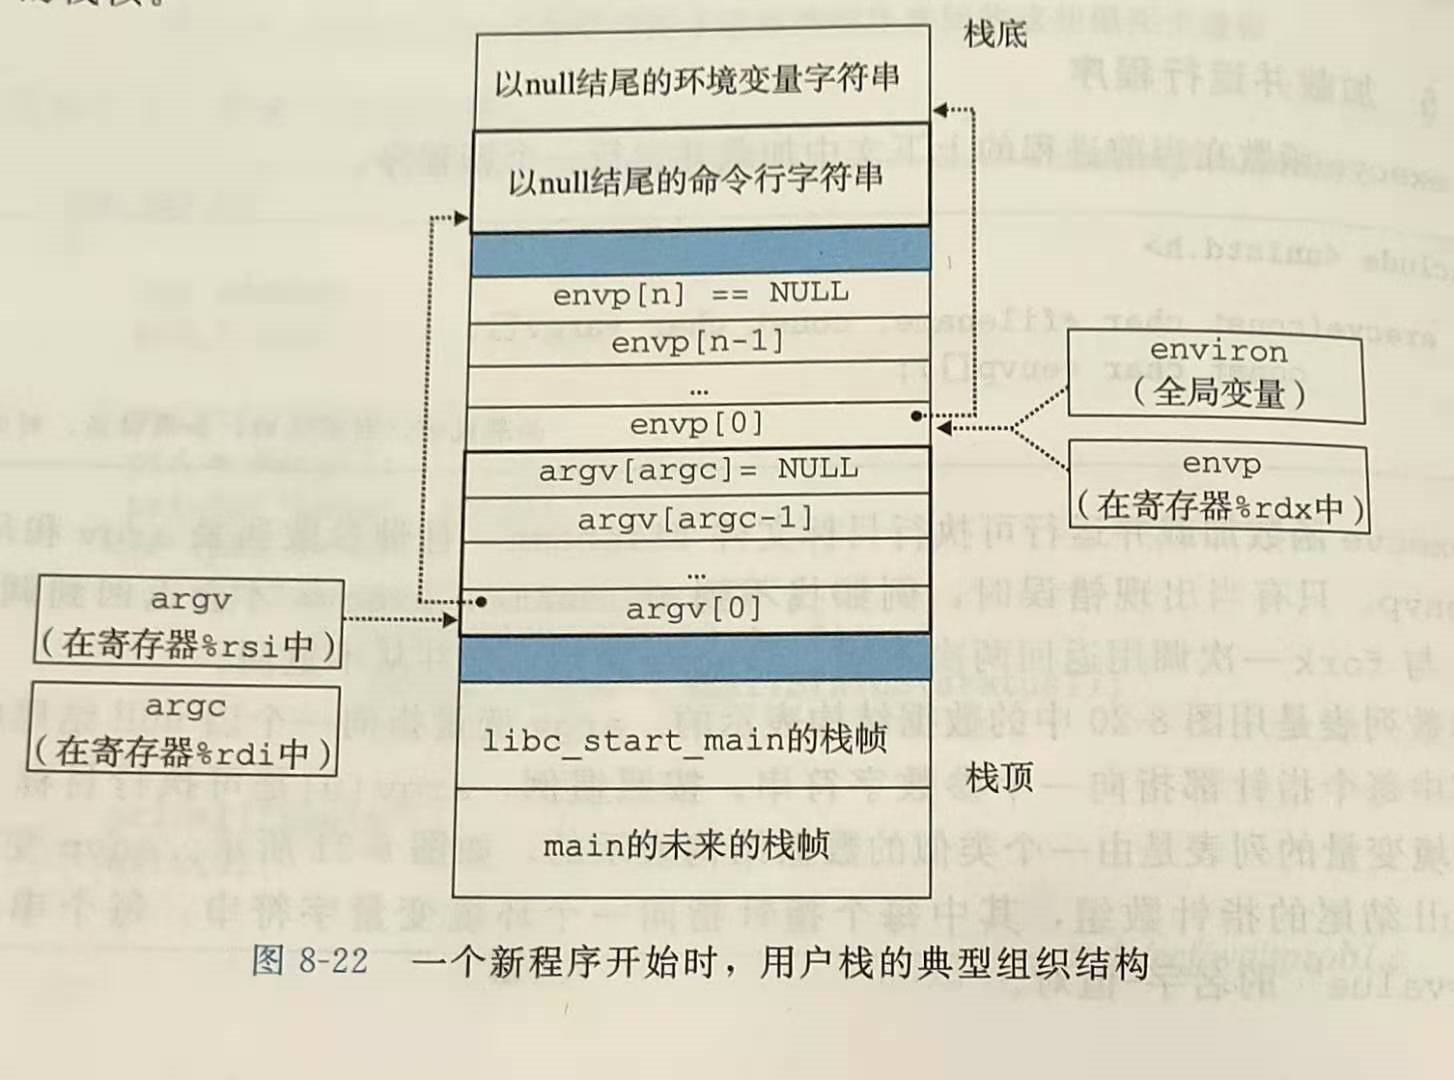 栈底
以null结尾的环境变量字符串
以null结尾的命令行字符串
envp[n] == NULL
envp[n-1]
…
envp[0]
environ
(全局变量)
argv[argc]= NULL
envp
(在寄存器%rdx中)
argv[argc-1]
…
argv[0]
argv
(在寄存器%rsi中)
argc
(在寄存器%rdi中)
libc_start_main的栈帧
栈顶
main的未来的栈帧
图 8-22 一个新程序开始时，用户栈的典型组织结构